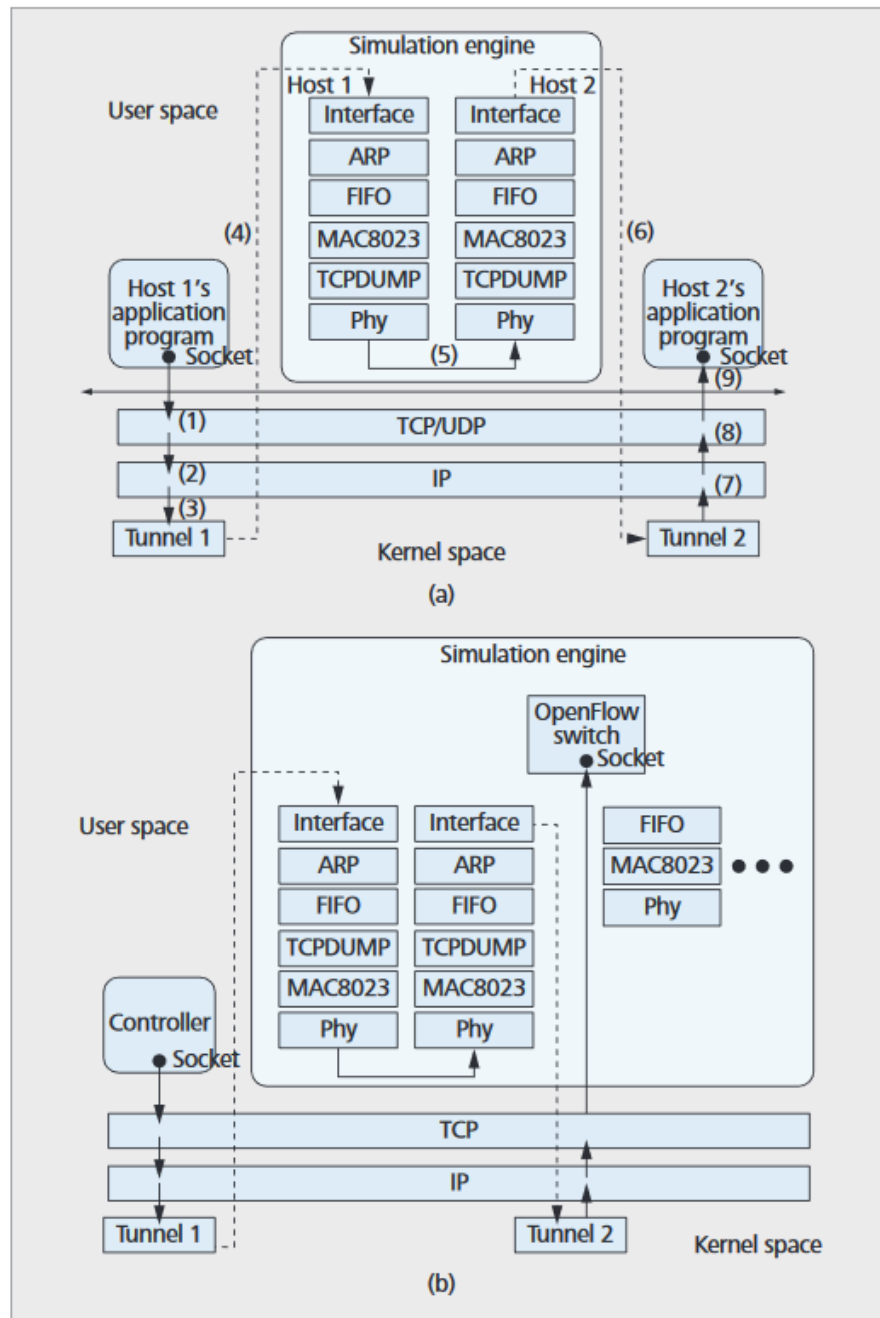 Simulation engine
Host 1
Host 2
User space
Interface
Interface
ARP
ARP
FIFO
FIFO
(4)
MAC8023
MAC8023
(6)
TCPDUMP
TCPDUMP
Host 1's
application
program
Socket
Phy
Phy
(5)
Host 2's
application
program
Socket
(9)
(1)
TCP/UDP
(8)
(2)
IP
(7)
(3)
Tunnel 1
Tunnel 2
Kernel space
(a)
Simulation engine
OpenFlow
switch
Socket
User space
Interface
Interface
FIFO
ARP
ARP
MAC8023
FIFO
FIFO
Phy
TCPDUMP
TCPDUMP
MAC8023
MAC8023
Controller
Phy
Phy
Socket
TCP
IP
Tunnel 1
Tunnel 2
Kernel space
(b)